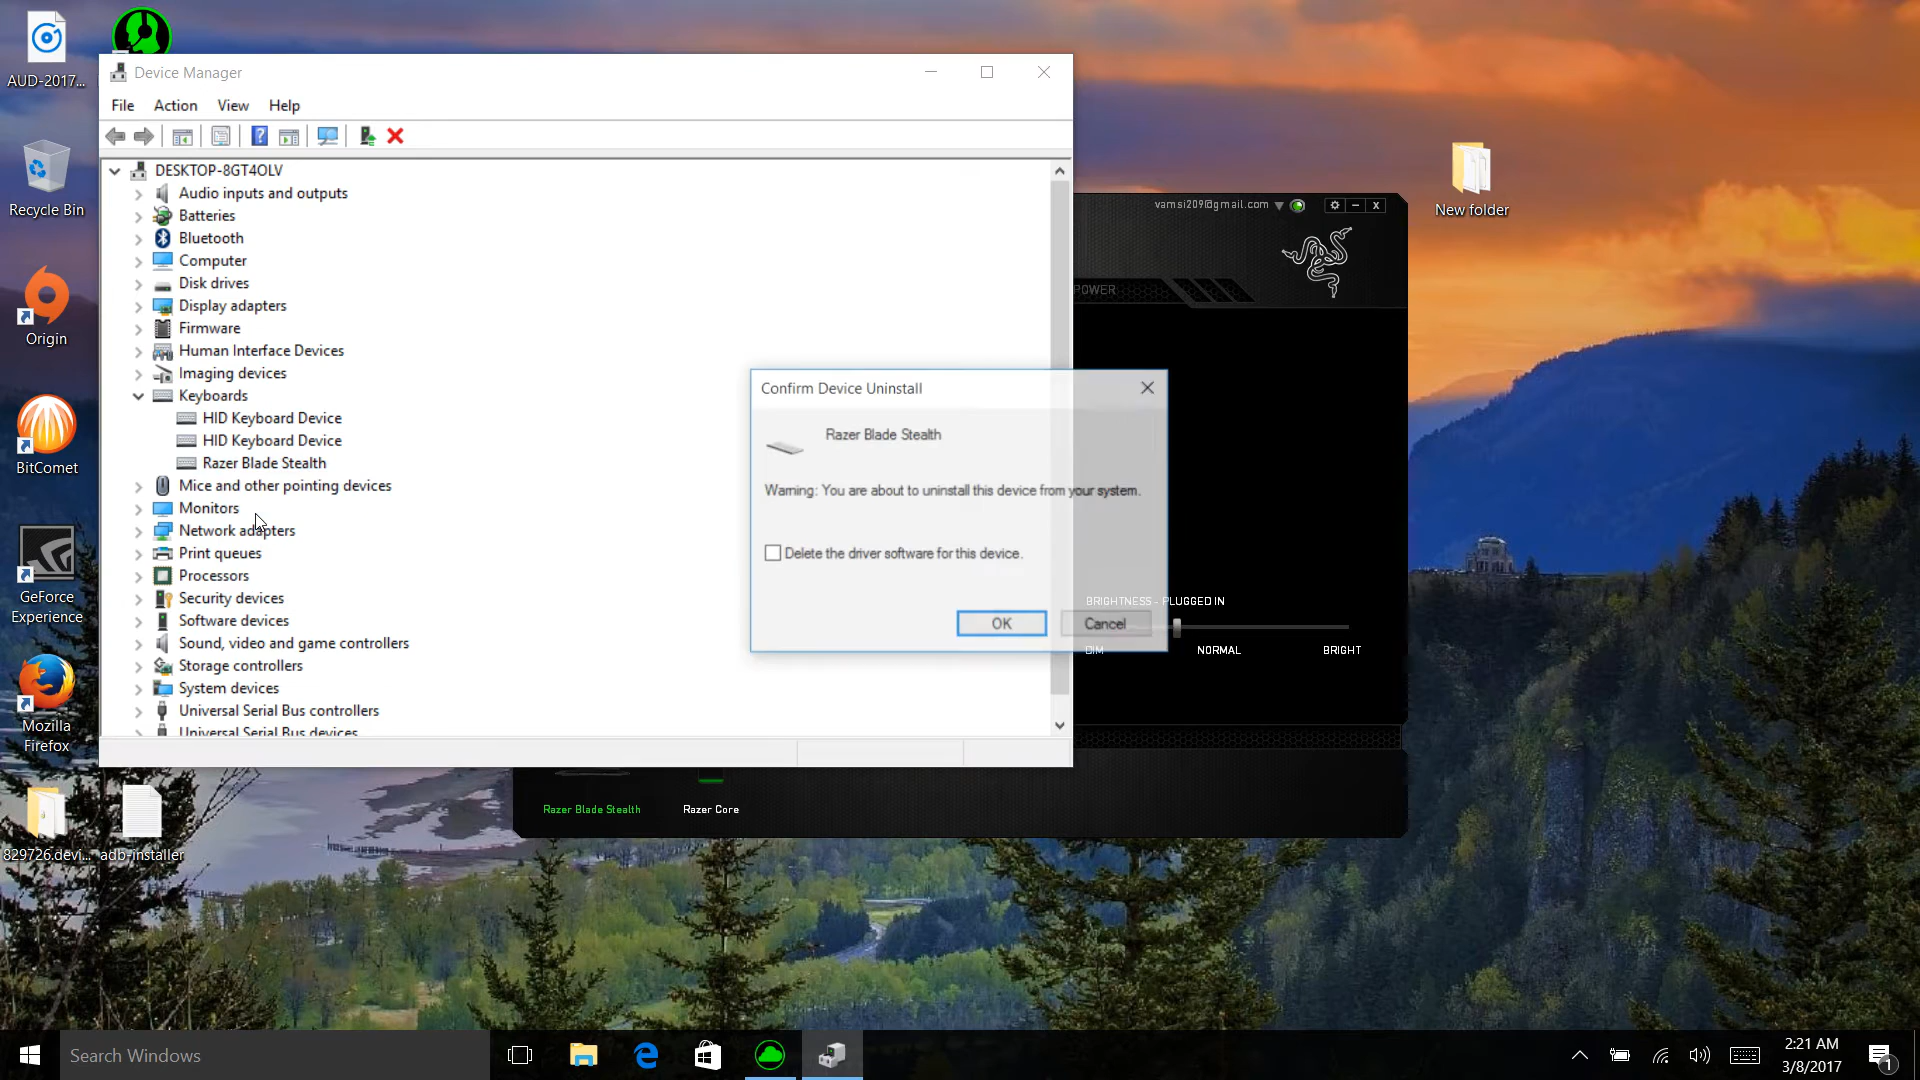 AUD-2017...
Recycle Bin
Origin
BitComet
GeForce
Experience
Mozilla
Firefox
829726.devi...
adb-installer
New folder
Device Manager
File Action View Help
DESKTOP-8GT4OLV
Audio inputs and outputs
Batteries
Bluetooth
Computer
Disk drives
Display adapters
Firmware
Human Interface Devices
Imaging devices
Keyboards
HID Keyboard Device
HID Keyboard Device
Razer Blade Stealth
Mice and other pointing devices
Monitors
Network adapters
Print queues
Processors
Security devices
Software devices
Sound, video and game controllers
Storage controllers
System devices
Universal Serial Bus controllers
Universal Serial Bus devices
Confirm Device Uninstall
Razer Blade Stealth
Warning: You are about to uninstall this device from your system.
Delete the driver software for this device.
OK Cancel
vamsi209@gmail.com
POWER
BRIGHTNESS - PLUGGED IN
DIM NORMAL BRIGHT
Razer Blade Stealth Razer Core
Search Windows
2:21 AM
3/8/2017
1